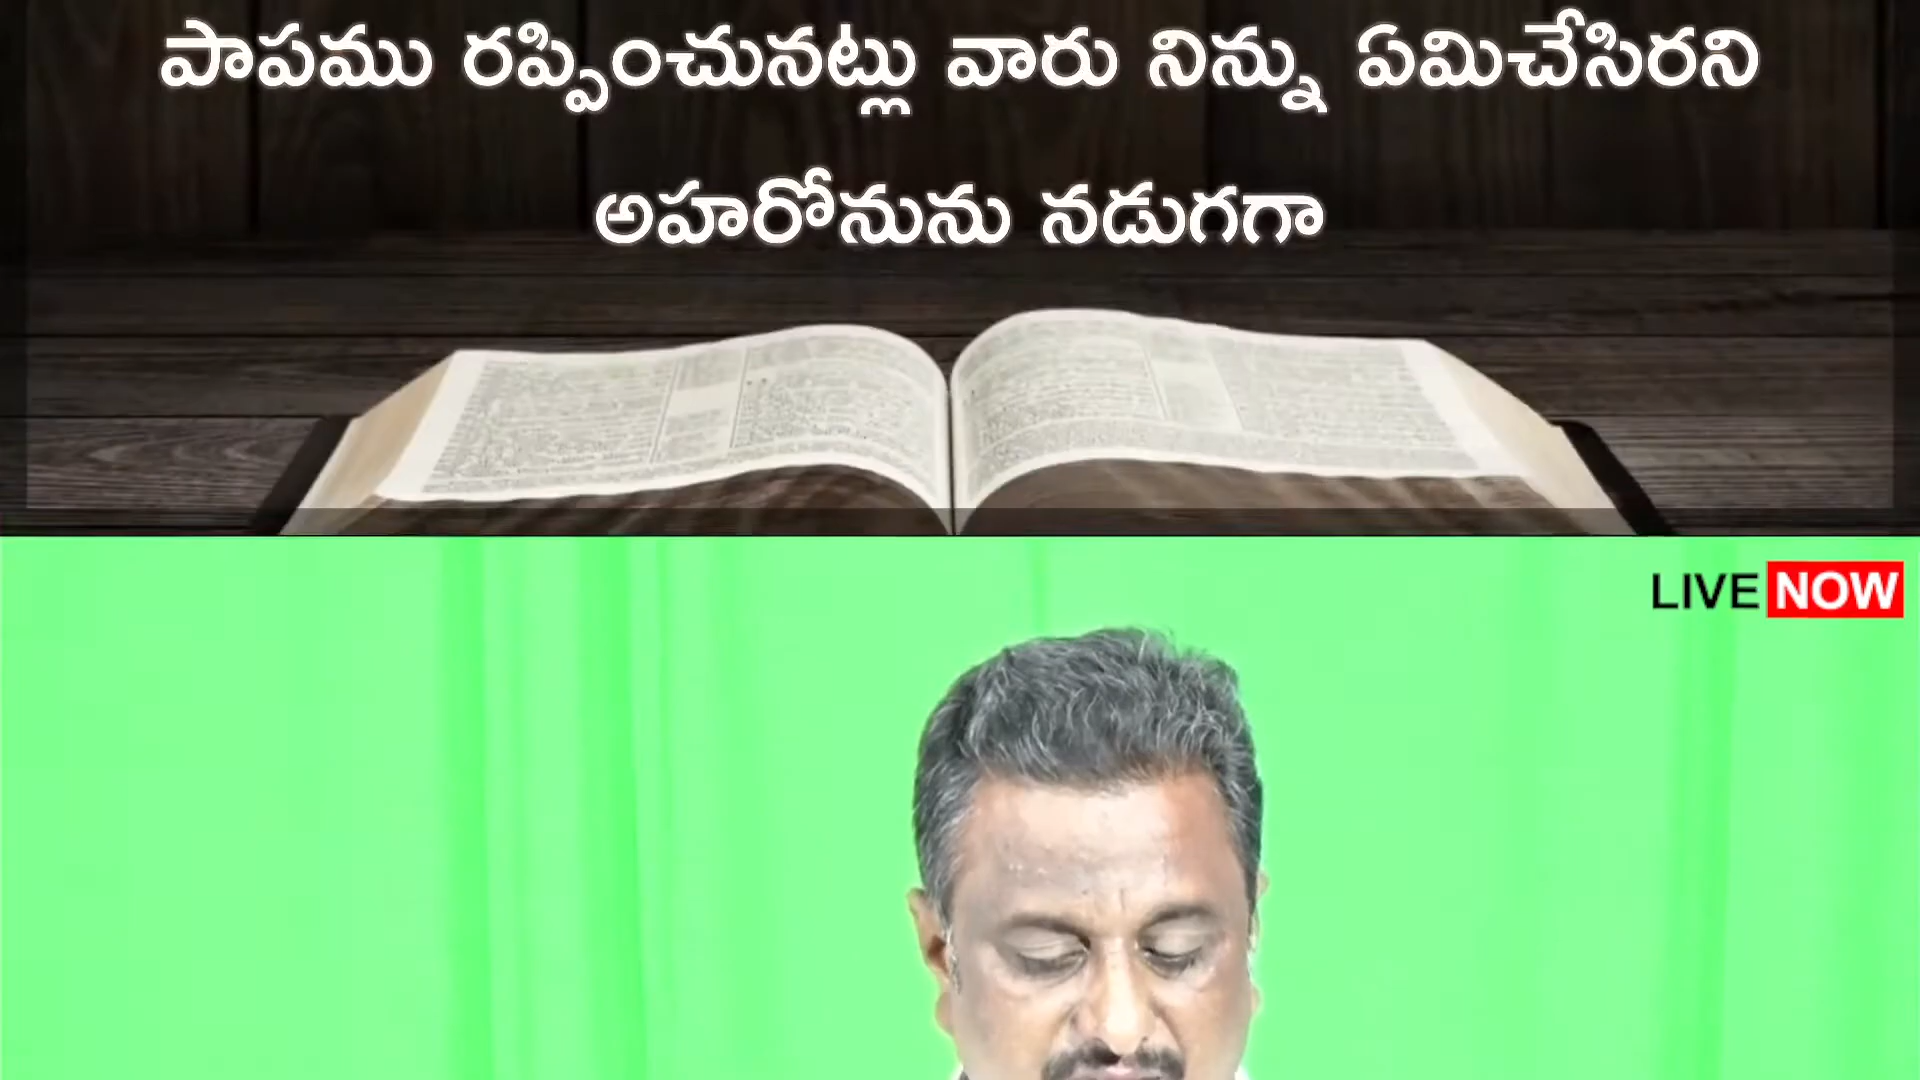 పాపము రప్పించునట్లు వారు నిన్ను ఏమిచేసిరని
అహరోనును నడుగగా
LIVE NOW